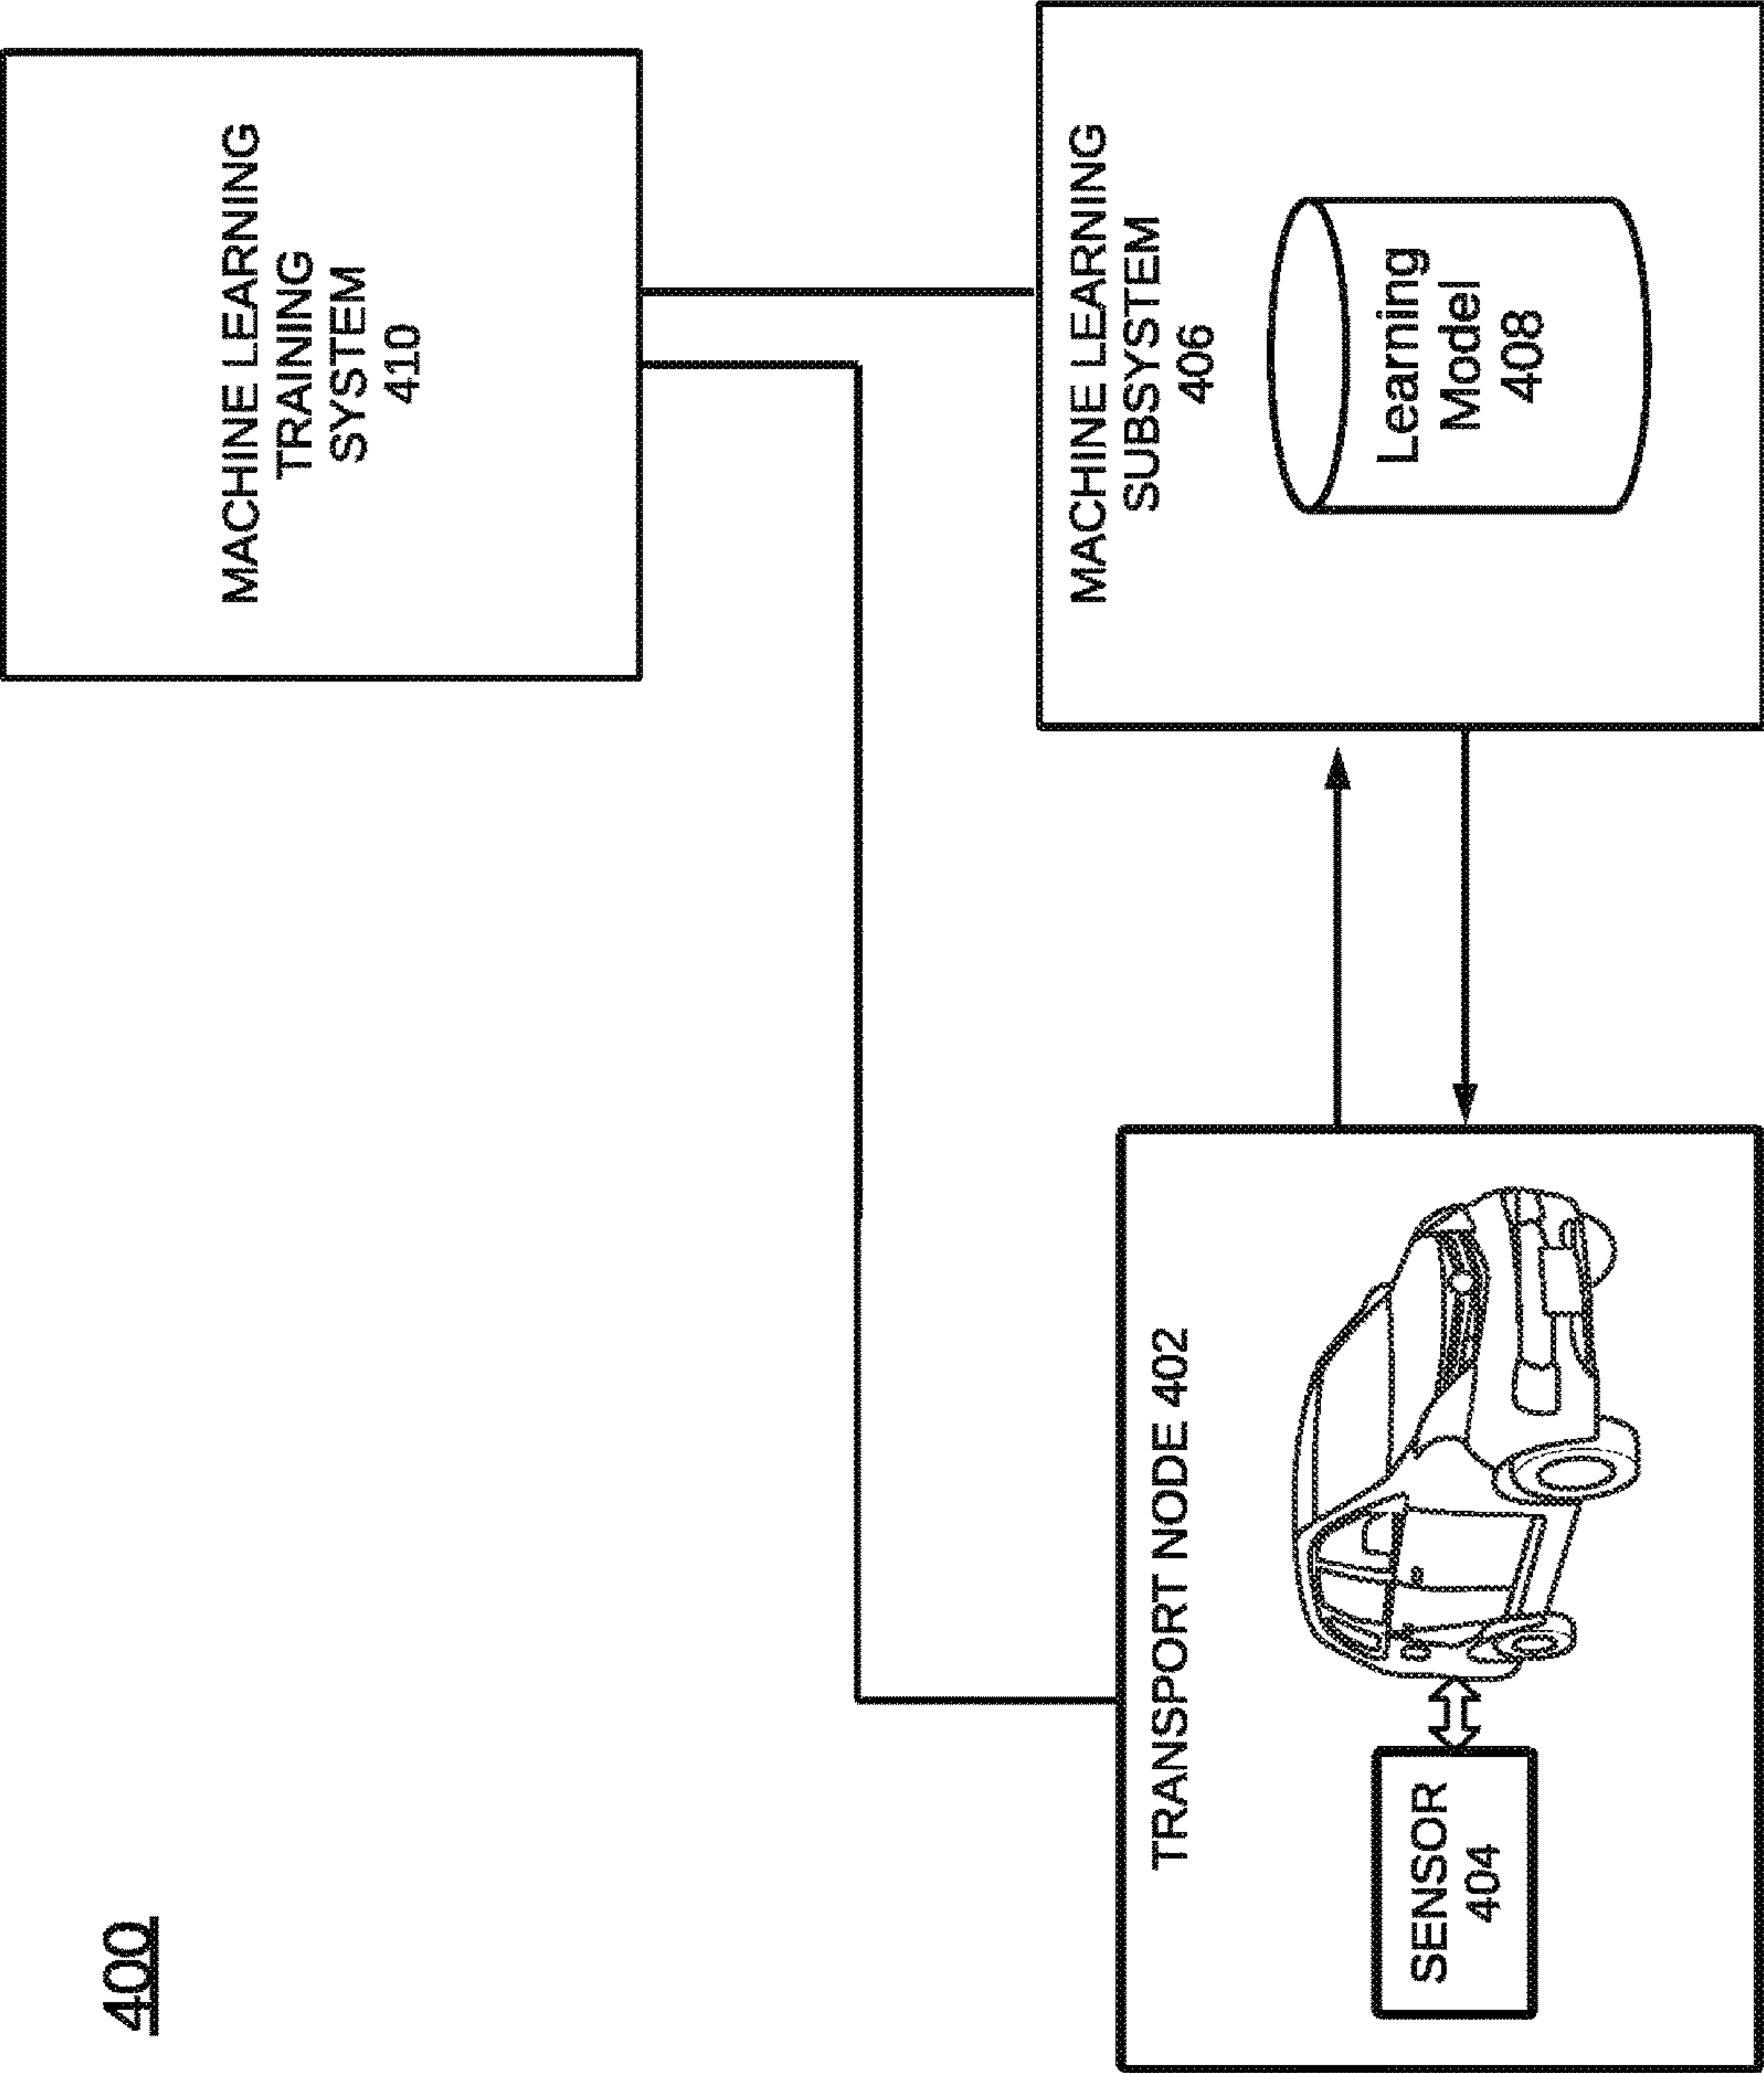 400
MACHINE LEARNING
TRAINING
SYSTEM
410
TRANSPORT NODE 402
SENSOR
404
MACHINE LEARNING
SUBSYSTEM
406
Learning
Model
408